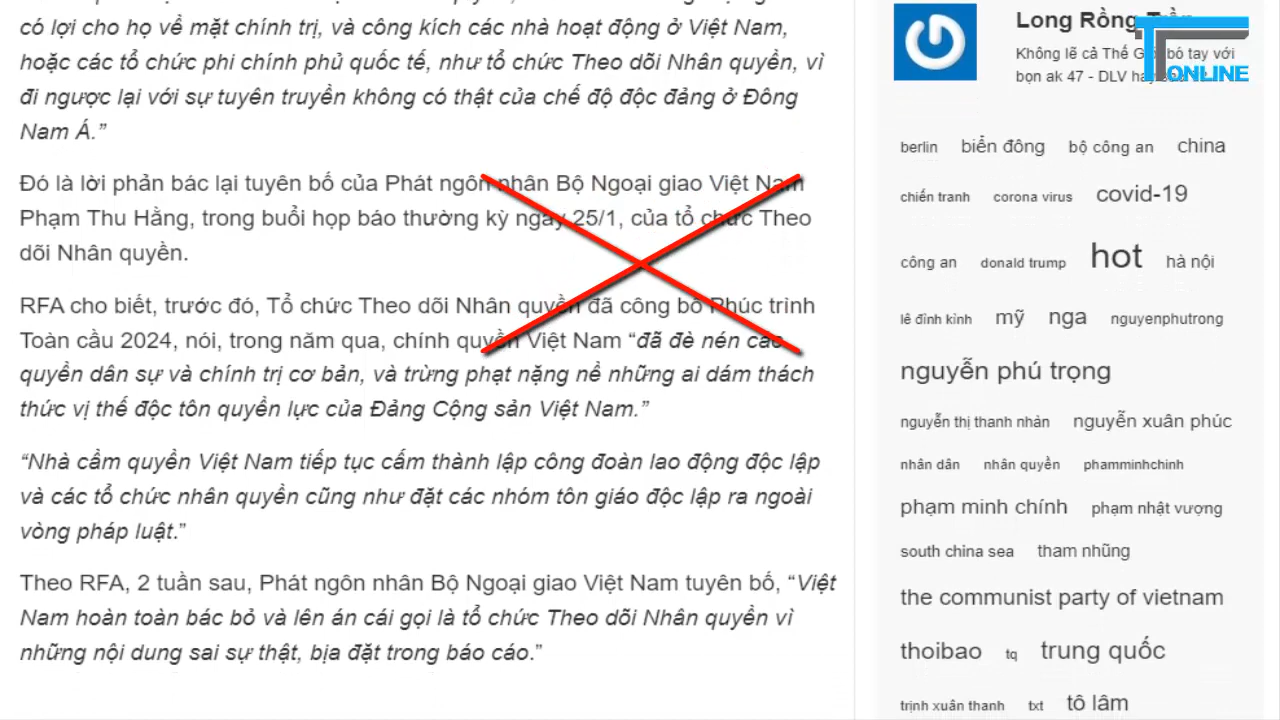 có lợi cho họ về mặt chính trị, và công kích các nhà hoạt động ở Việt Nam,
hoặc các tổ chức phi chính phủ quốc tế, như tổ chức Theo dõi Nhân quyền, vì
đi ngược lại với sự tuyên truyền không có thật của chế độ độc đảng ở Đông
Nam Á.”
Đó là lời phản bác lại tuyên bố của Phát ngôn nhân Bộ Ngoại giao Việt Nam
Phạm Thu Hằng, trong buổi họp báo thường kỳ ngày 25/1, của tổ chức Theo
dõi Nhân quyền.
RFA cho biết, trước đó, Tổ chức Theo dõi Nhân quyền đã công bố Phúc trình
Toàn cầu 2024, nói, trong năm qua, chính quyền Việt Nam “đã đè nén các
quyền dân sự và chính trị cơ bản, và trừng phạt nặng nề những ai dám thách
thức vị thế độc tôn quyền lực của Đảng Cộng sản Việt Nam.”
“Nhà cầm quyền Việt Nam tiếp tục cấm thành lập công đoàn lao động độc lập
và các tổ chức nhân quyền cũng như đặt các nhóm tôn giáo độc lập ra ngoài
vòng pháp luật.”
Theo RFA, 2 tuần sau, Phát ngôn nhân Bộ Ngoại giao Việt Nam tuyên bố, “Việt
Nam hoàn toàn bác bỏ và lên án cái gọi là tổ chức Theo dõi Nhân quyền vì
những nội dung sai sự thật, bịa đặt trong báo cáo.”
Long Rồng Trần
Không lẽ cả Thế Giới bó tay với
bọn ak 47 - DLV
ONLINE
berlin biển đông bộ công an china
chiến tranh corona virus covid-19
công an donald trump hot hà nội
lê đình kình mỹ nga nguyenphutrong
nguyễn phú trọng
nguyễn thị thanh nhàn nguyễn xuân phúc
nhân dân nhân quyền phamminhchinh
phạm minh chính phạm nhật vượng
south china sea tham nhũng
the communist party of vietnam
thoibao tq trung quốc
trịnh xuân thanh txt tô lâm